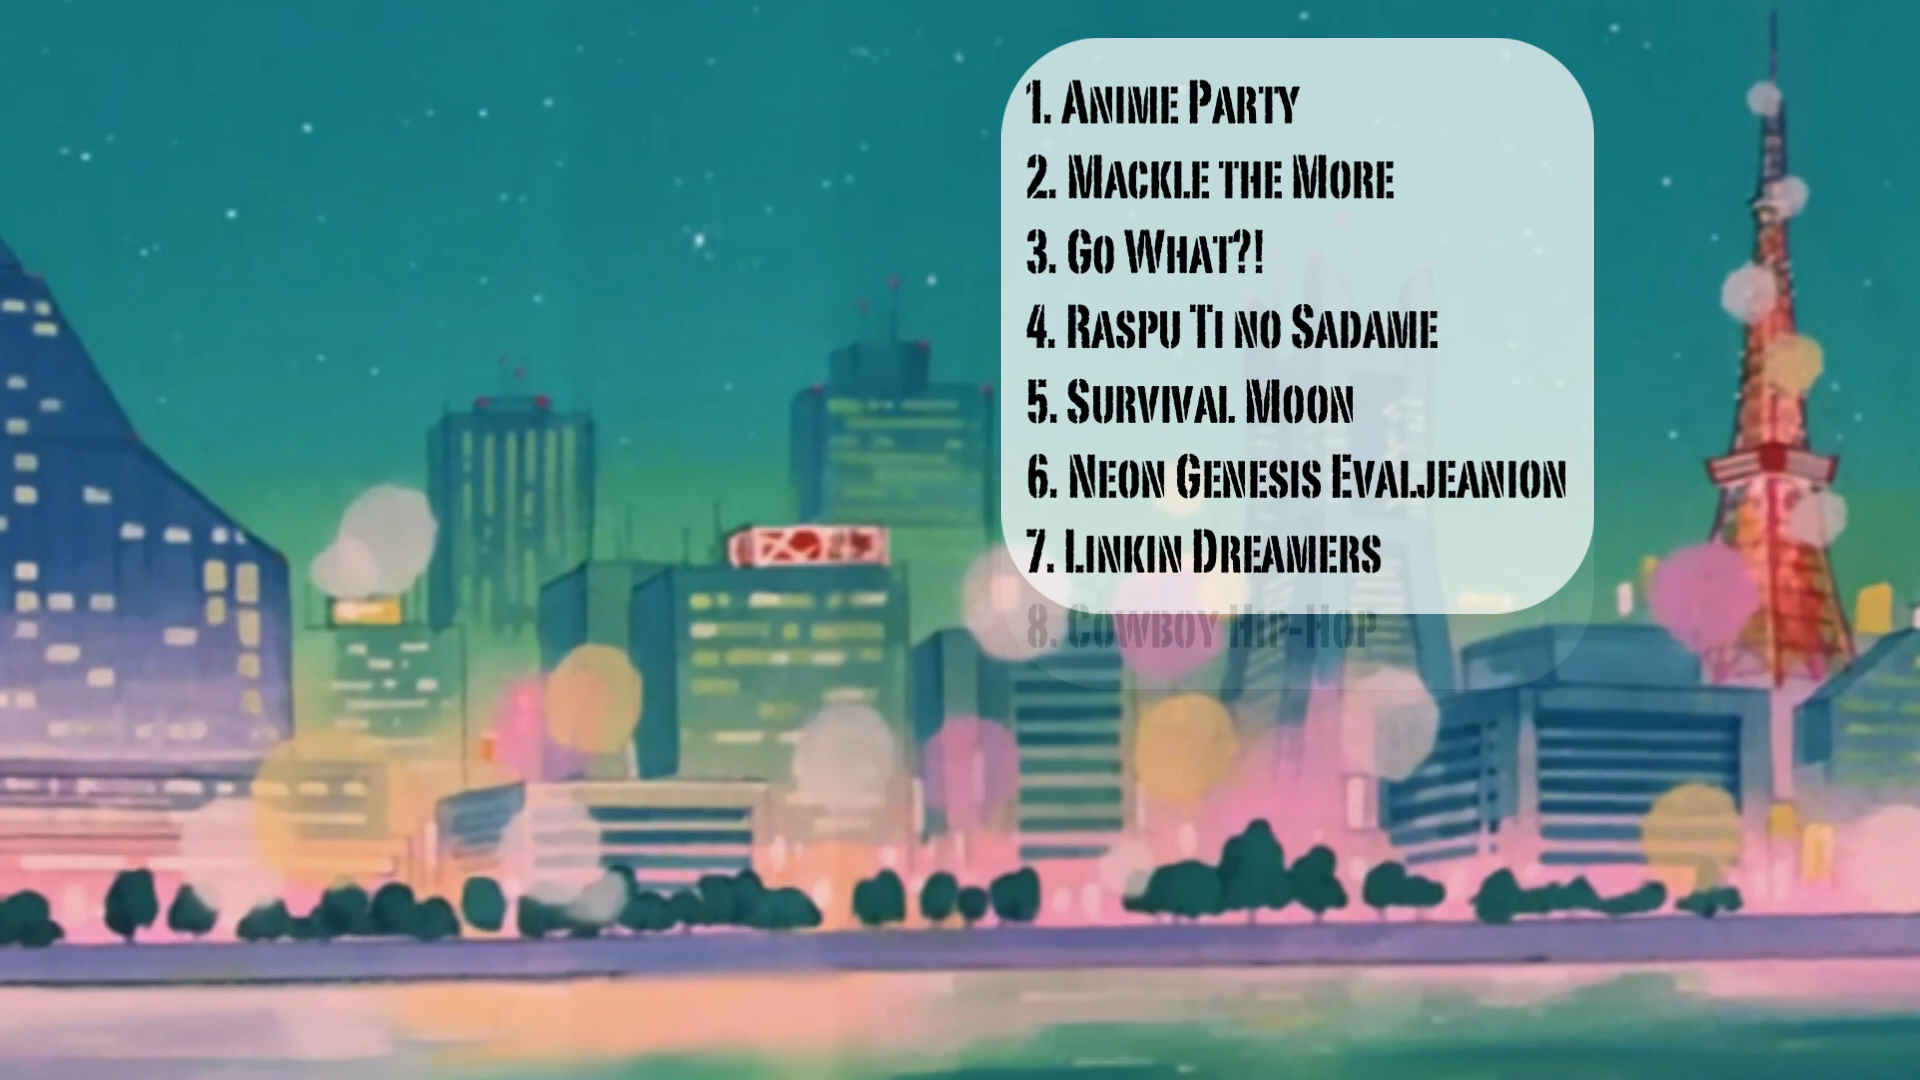 1. Anime Party
2. Mackle the More
3. Go What?!
4. Raspu Ti no Sadame
5. Survival Moon
6. Neon Genesis Evaljeanion
7. Linkin Dreamers
8. Cowboy Hip-Hop